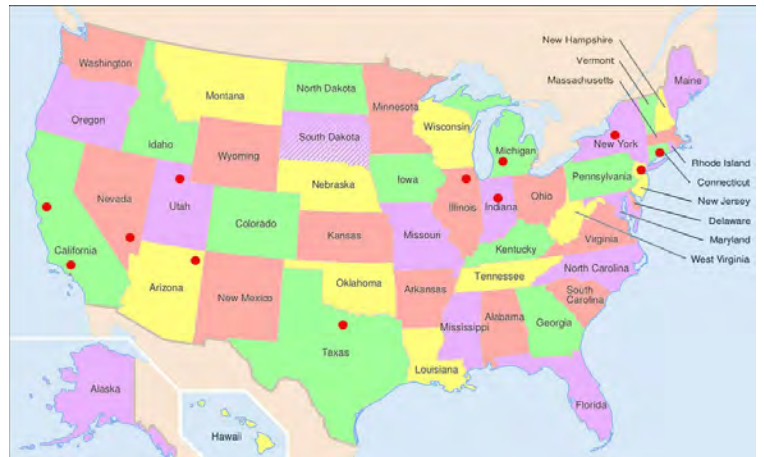 New Hampshire
Vermont
Massachusetts
Washington
Montana
North Dakota
Minnesota
Maine
Oregon
Idaho
Wyoming
South Dakota
Wisconsin
Michigan
New York
Rhode Island
Connecticut
New Jersey
Delaware
Maryland
West Virginia
Nevada
Utah
Colorado
Nebraska
Iowa
Illinois
Indiana
Ohio
Pennsylvania
California
Arizona
New Mexico
Kansas
Missouri
Kentucky
Virginia
Oklahoma
Arkansas
Tennessee
North Carolina
South
Carolina
Texas
Louisiana
Mississippi
Alabama
Georgia
Florida
Alaska
Hawaii